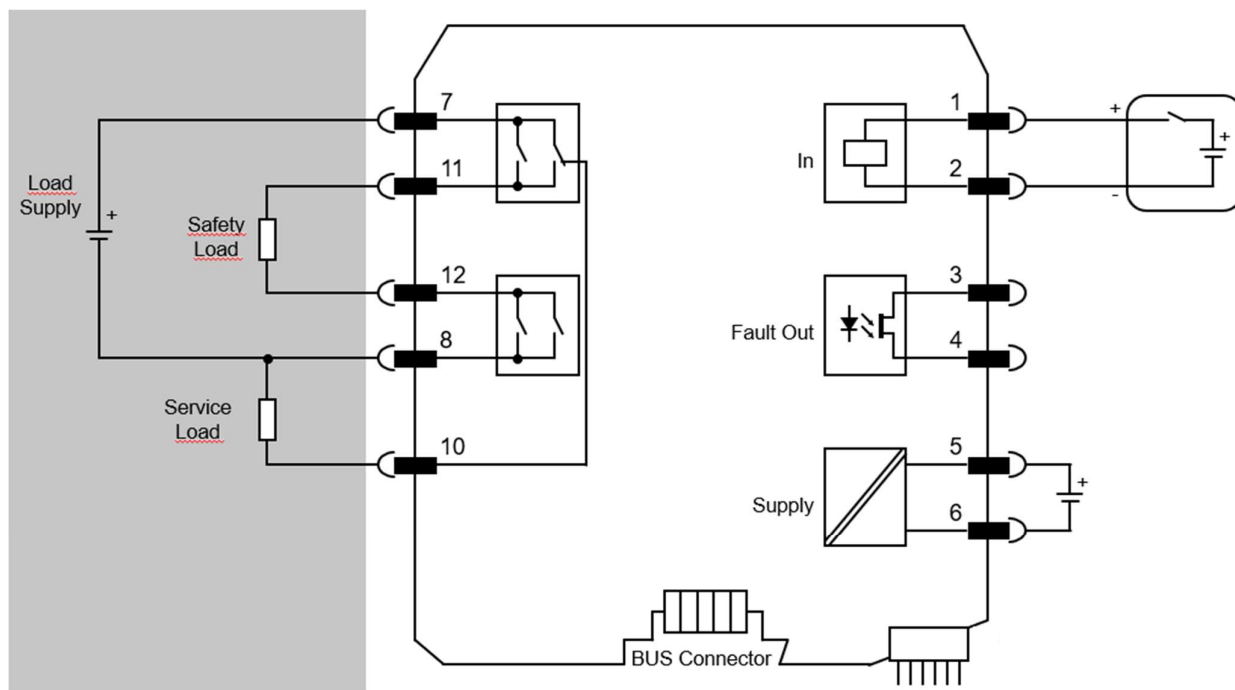 Load
Supply
+
Safety
Load
Service
Load
7
11
12
8
10
In
Fault Out
Supply
1
2
3
4
5
6
+
-
+
+
BUS Connector